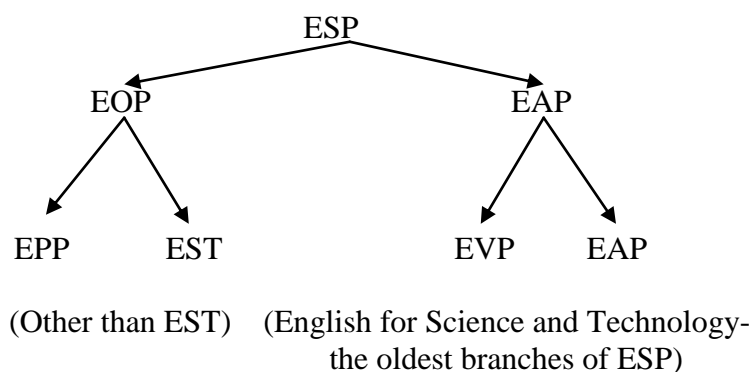 ESP
EOP EAP
EPP EST EVP EAP
(Other than EST) (English for Science and Technology-
the oldest branches of ESP)